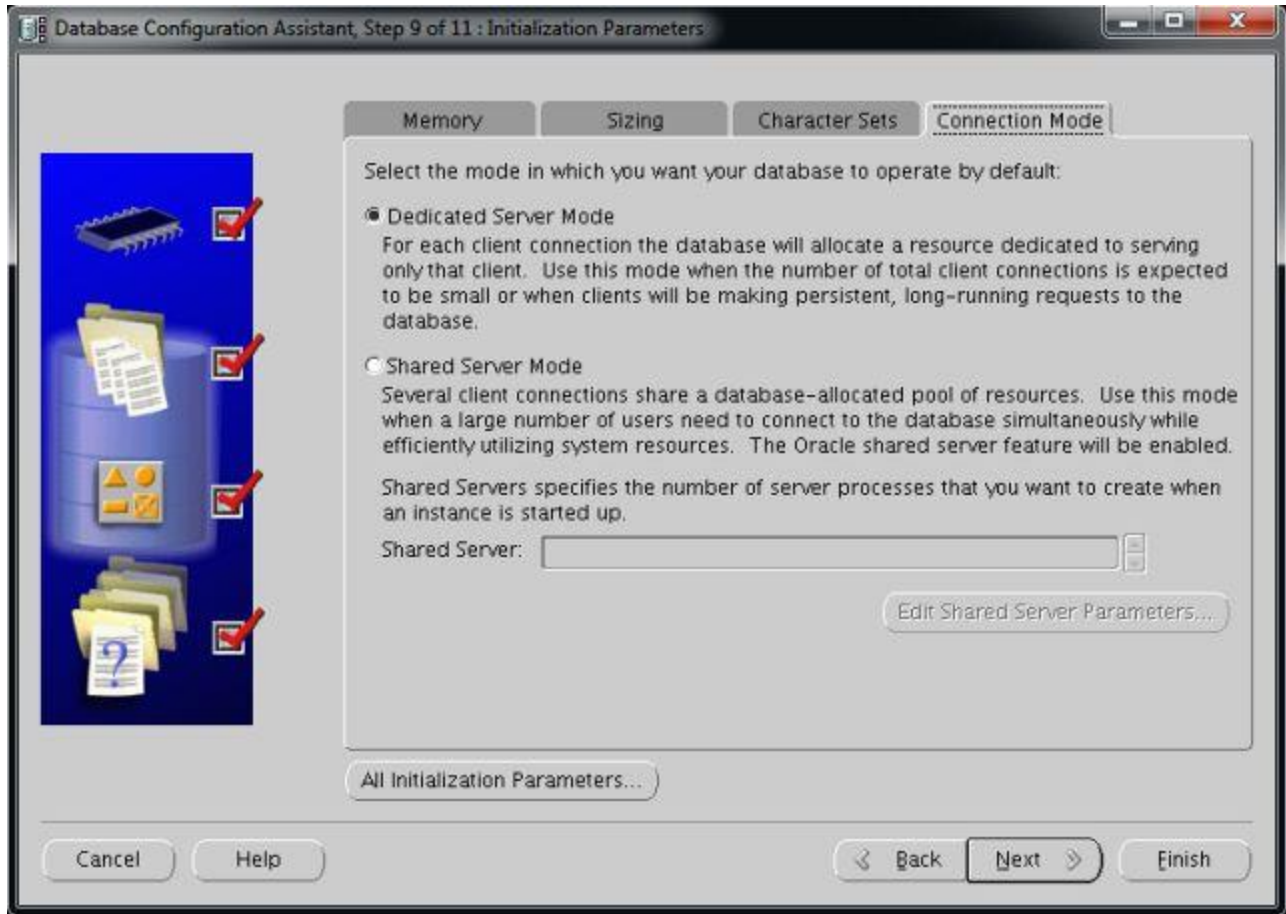 Database Configuration Assistant, Step 9 of 11 : Initialization Parameters
Memory
Sizing
Character Sets
Connection Mode
Select the mode in which you want your database to operate by default:
Dedicated Server Mode
For each client connection the database will allocate a resource dedicated to serving
only that client. Use this mode when the number of total client connections is expected
to be small or when clients will be making persistent, long-running requests to the
database.
Shared Server Mode
Several client connections share a database-allocated pool of resources. Use this mode
when a large number of users need to connect to the database simultaneously while
efficiently utilizing system resources. The Oracle shared server feature will be enabled.
Shared Servers specifies the number of server processes that you want to create when
an instance is started up.
Shared Server:
Edit Shared Server Parameters...
?
All Initialization Parameters...
Cancel
Help
Back
Next
Finish